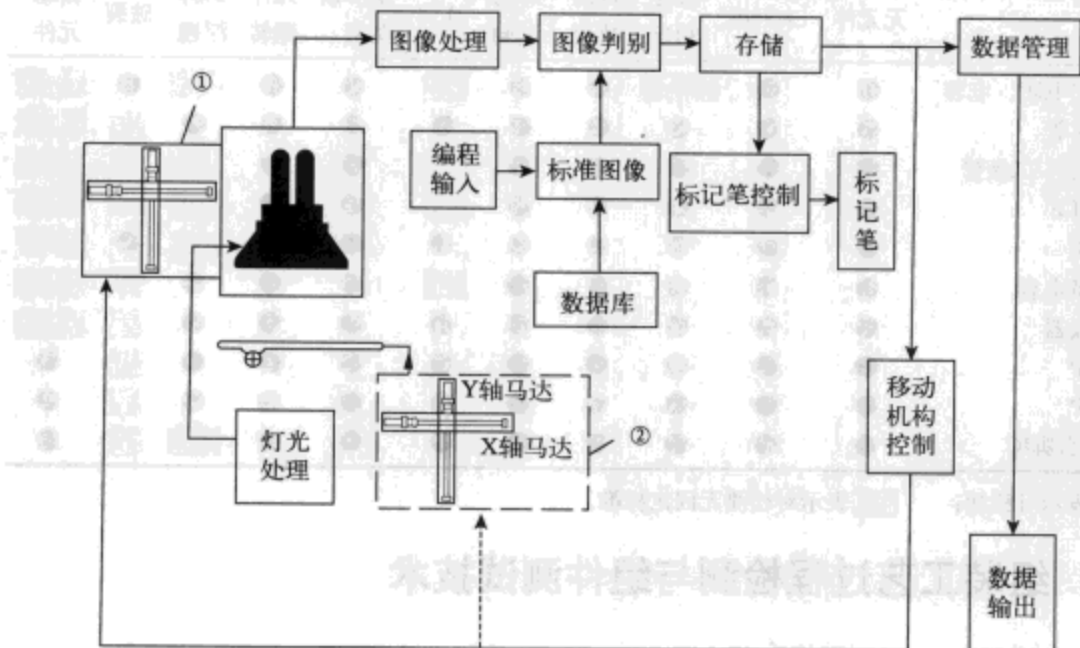 图像处理
图像判别
存储
数据管理
①
编程
输入
标准图像
标记笔控制
标
记
笔
数据库
移动
机构
控制
Y轴马达
X轴马达
②
灯光
处理
数据
输出